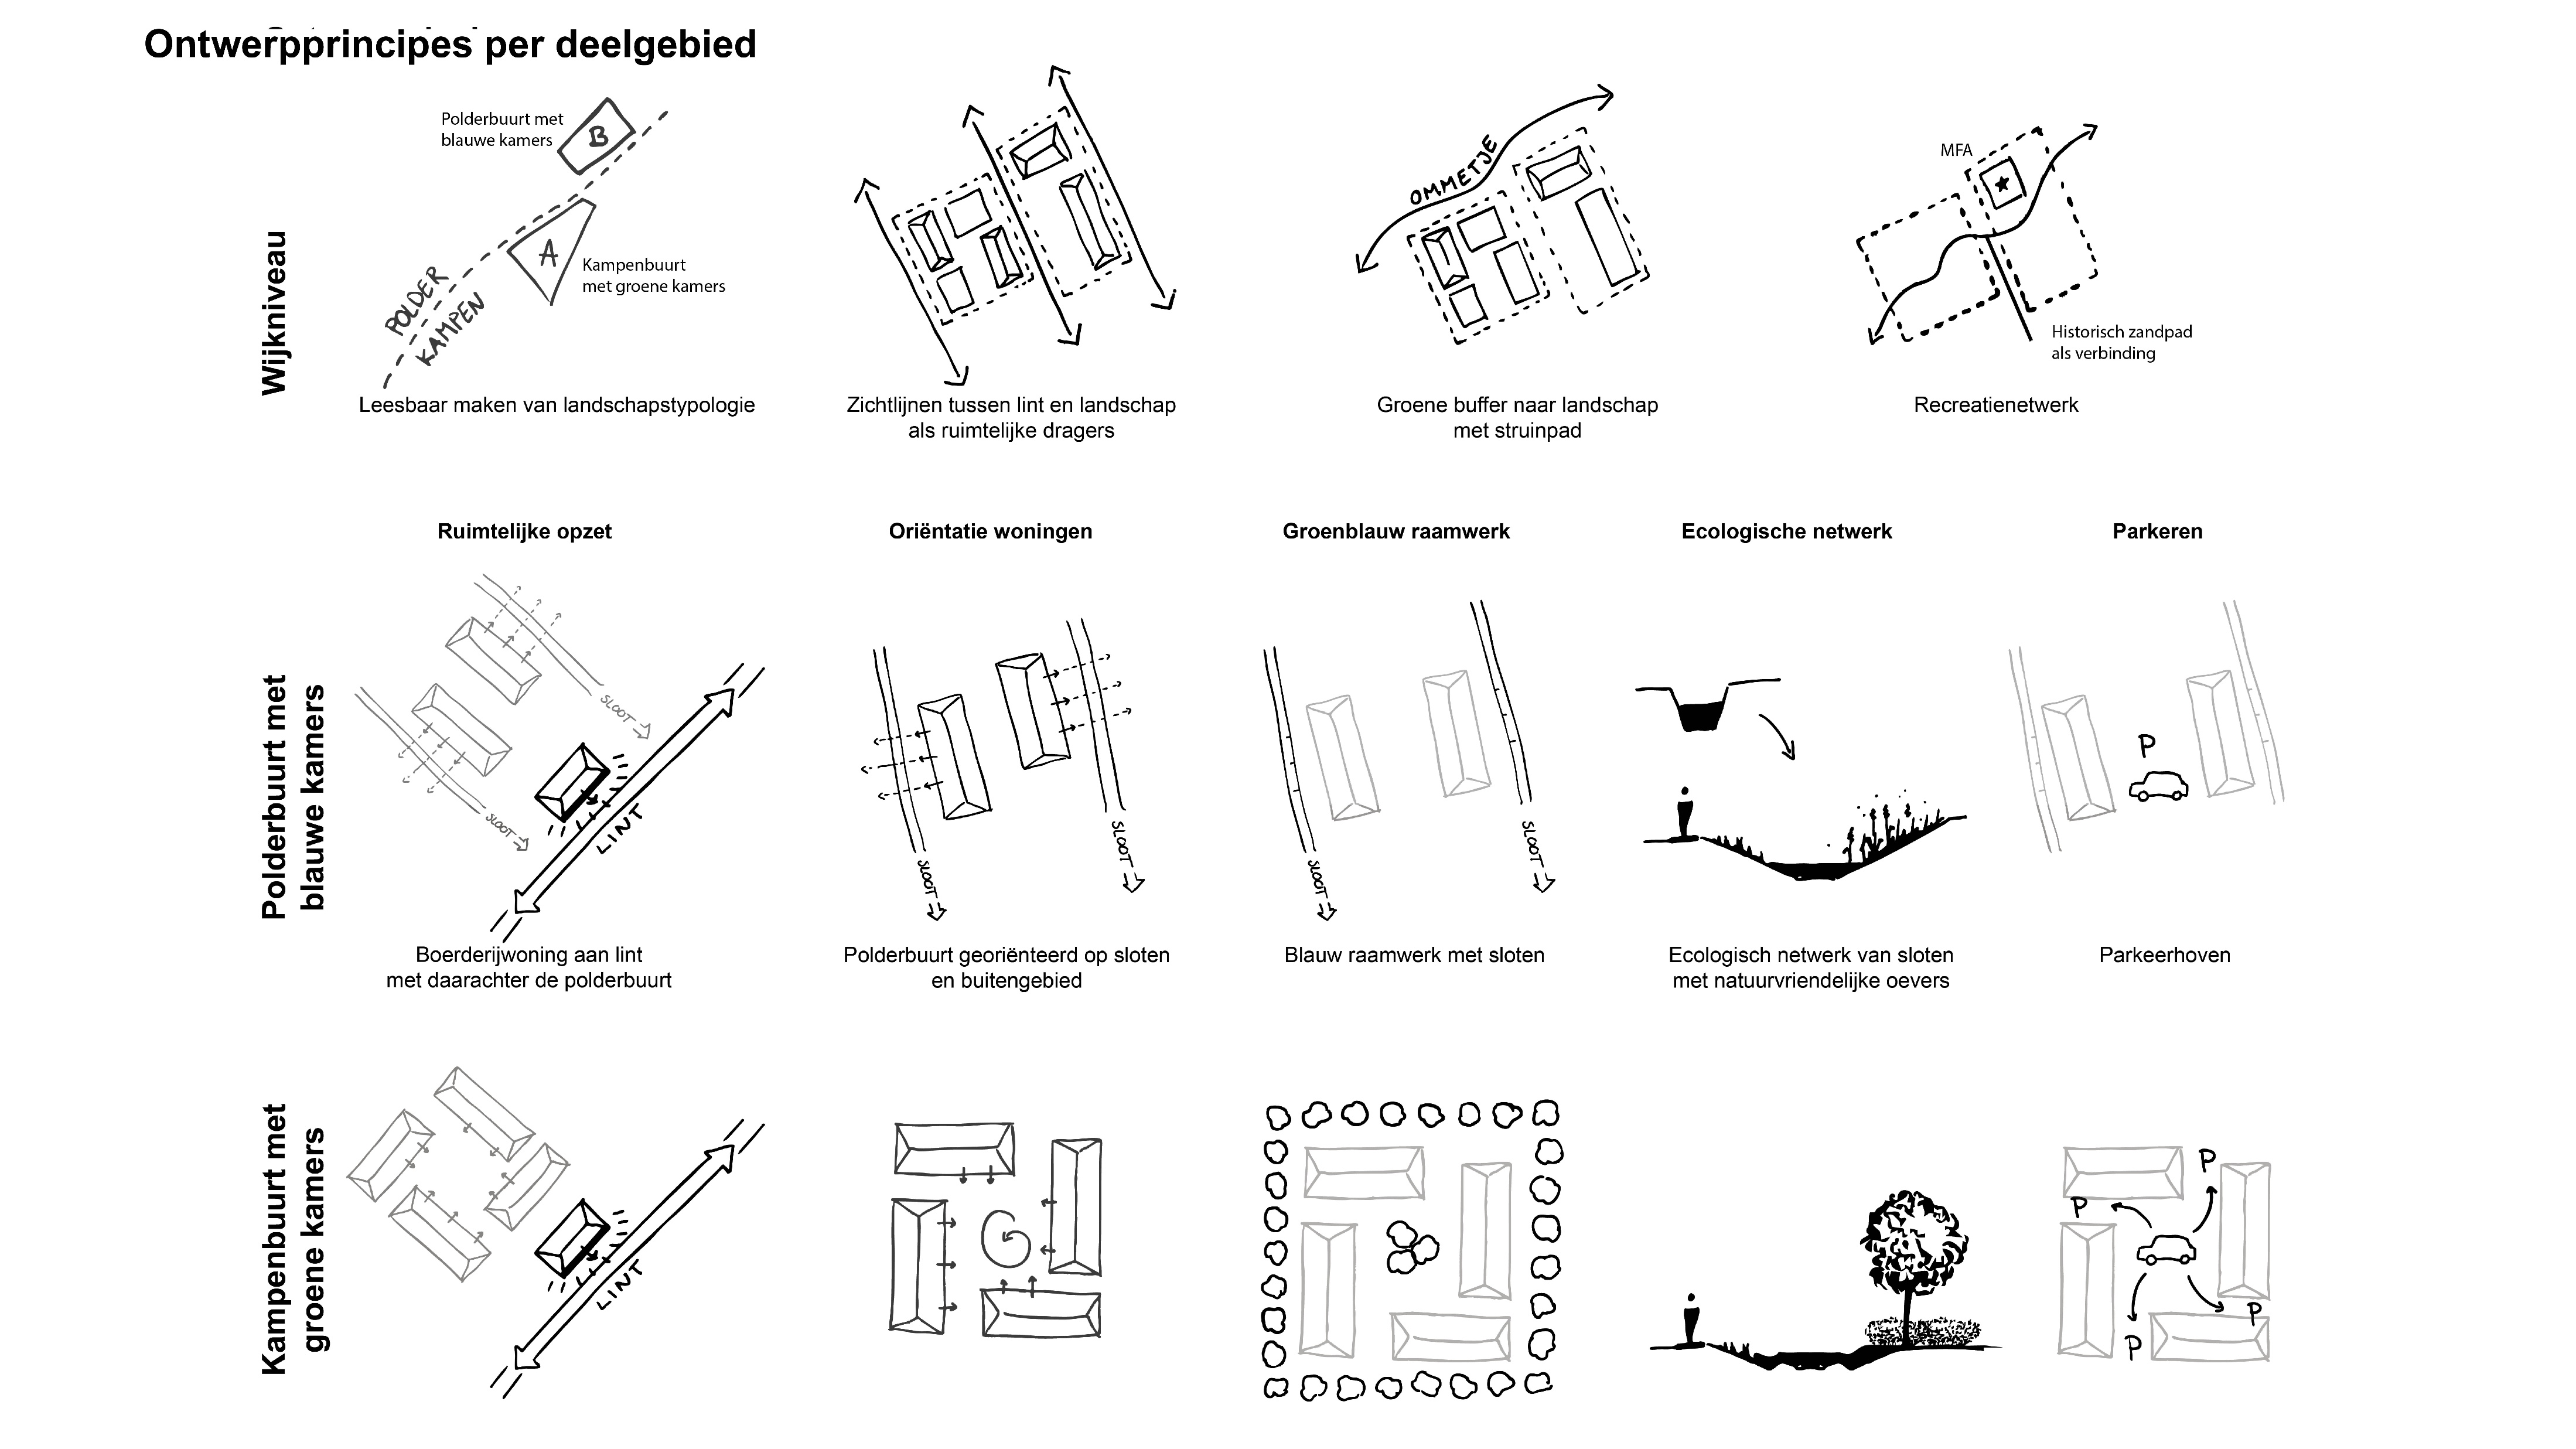 Ontwerpprincipes per deelgebied
Wijkniveau
Polderbuurt met
blauwe kamers
B
A
Kampenbuurt
met groene kamers
POLDER
KAMPEN
Leesbaar maken van landschapstypologie
Zichtlijnen tussen lint en landschap
als ruimtelijke dragers
OMMETJE
Groene buffer naar landschap
met struinpad
MFA
Historisch zandpad
als verbinding
Recreatienetwerk
Ruimtelijke opzet
Oriëntatie woningen
Groenblauw raamwerk
Ecologische netwerk
Parkeren
Polderbuurt met
blauwe kamers
SLOOT
SLOOT
LINT
Boerderijwoning aan lint
met daarachter de polderbuurt
SLOOT
SLOOT
Polderbuurt georiënteerd op sloten
en buitengebied
SLOOT
SLOOT
Blauw raamwerk met sloten
Ecologisch netwerk van sloten
met natuurvriendelijke oevers
P
Parkeerhoven
Kampenbuurt met
groene kamers
LINT
P
P
P
P